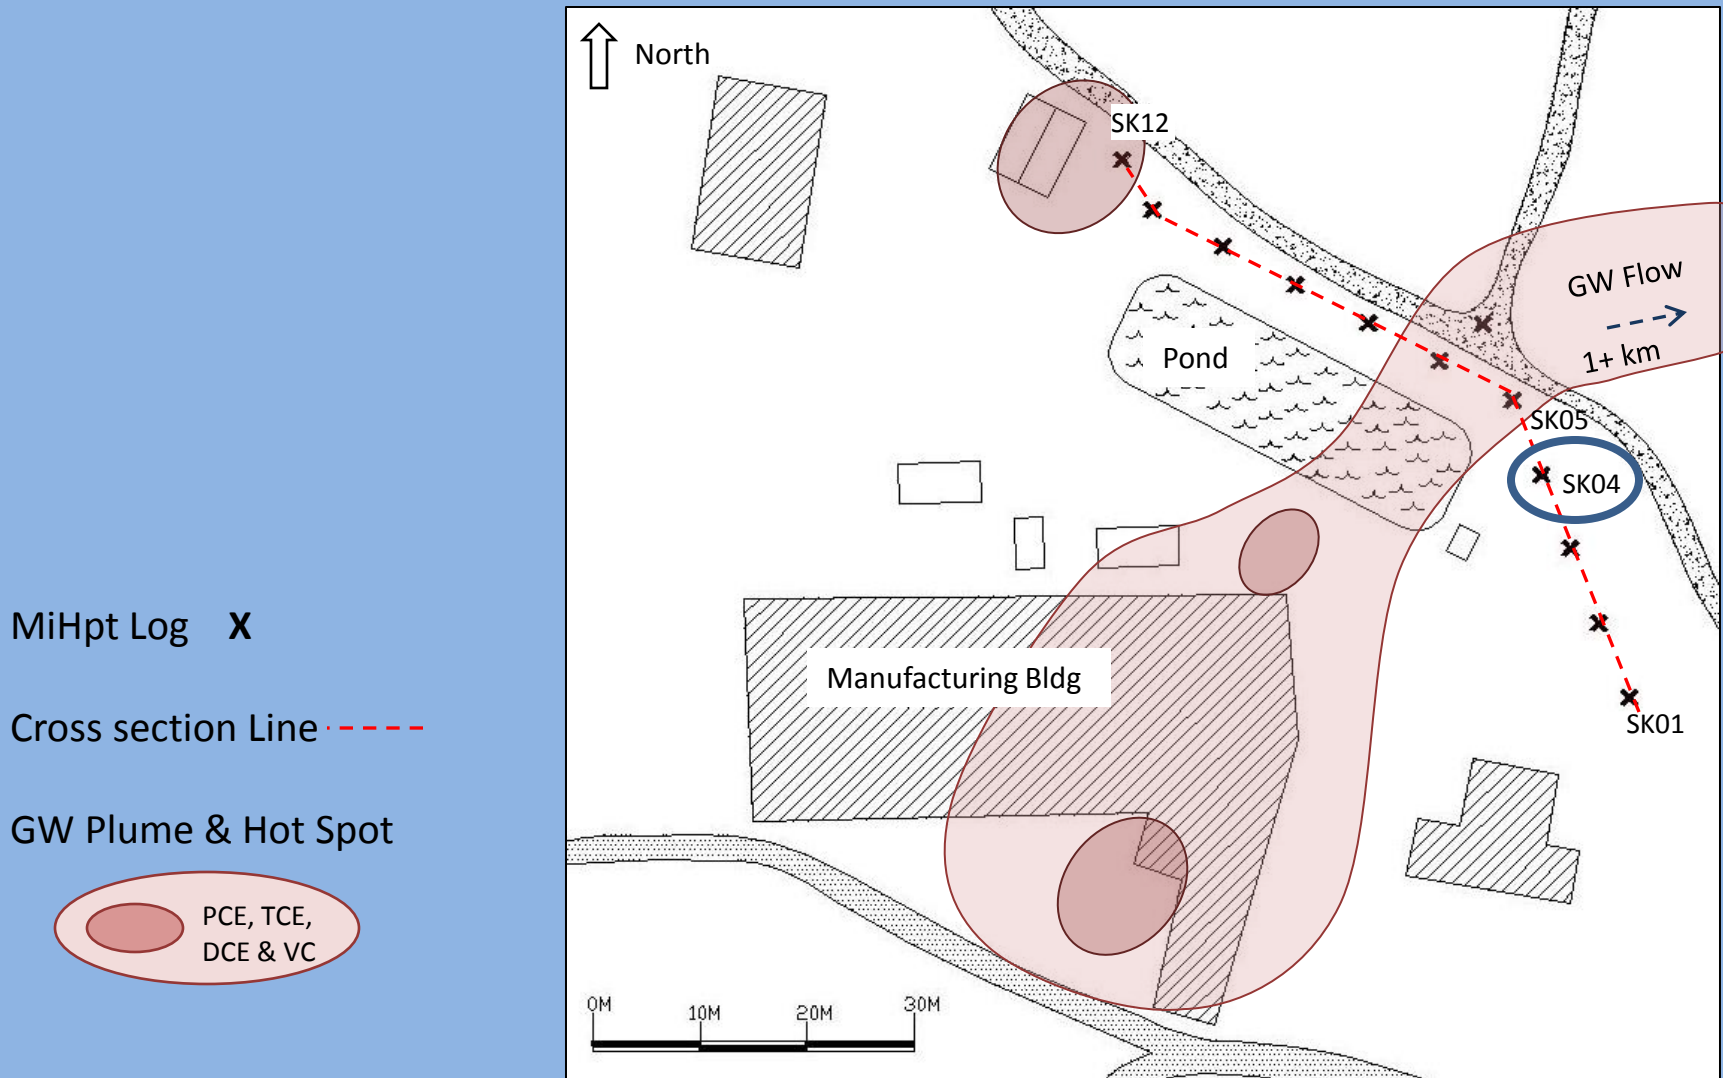 North
SK12
GW Flow
1+ km
Pond
SK05
SK04
MiHpt Log X
Manufacturing Bldg
Cross section Line
SK01
GW Plume & Hot Spot
PCE, TCE,
DCE & VC
0M 10M 20M 30M